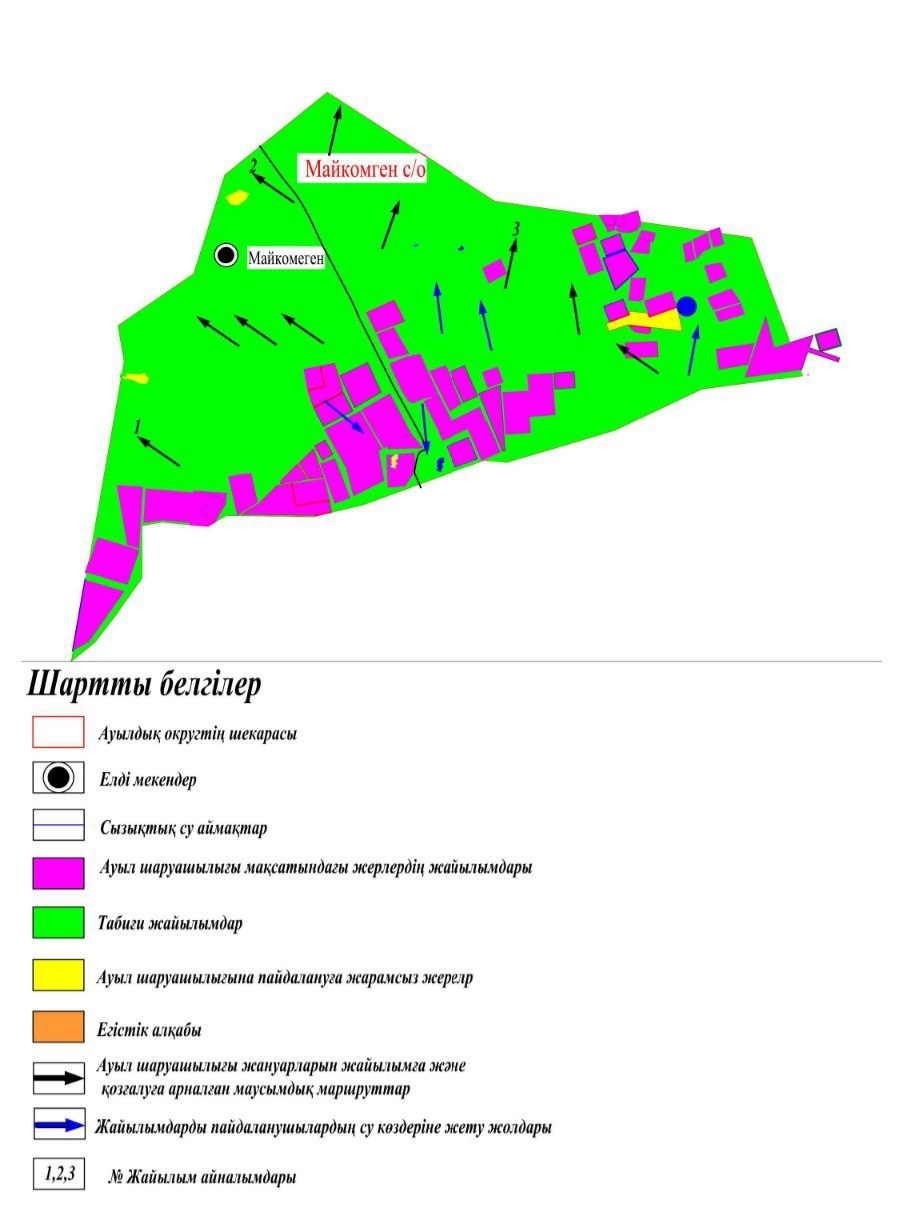 2
Майкомген с/о
3
Майкомеген
1
Шартты белгілер
Ауылдық округтің шекарасы
Елді мекендер
Сызықтық су аймақтар
Ауыл шаруашылығы мақсатындағы жерлердің жайылымдары
Табиғи жайылымдар
Ауыл шаруашылығына пайдалануға жарамсыз жерелр
Егістік алқабы
Ауыл шаруашылығы жануарларын жайылымға және
қозғалуға арналған маусымдық маршруттар
Жайылымдарды пайдаланушылардың су көздеріне жету жолдары
1,2,3 № Жайылым айналымдары